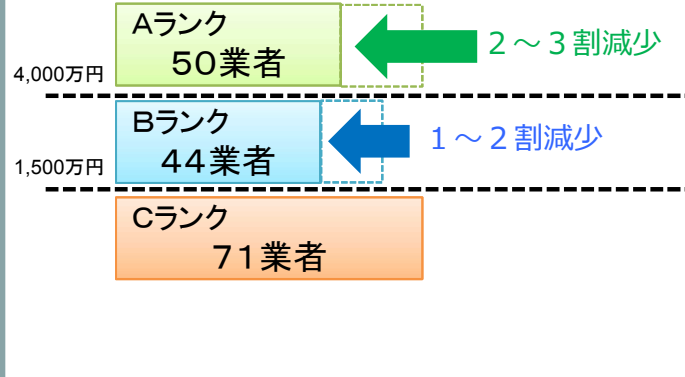 Aランク
50業者
2～3割減少
4,000万円
Bランク
44業者
1～2割減少
1,500万円
Cランク
71業者